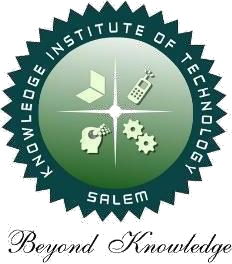 KNOWLEDGE INSTITUTE OF TECHNOLOGY
SALEM
Beyond Knowledge